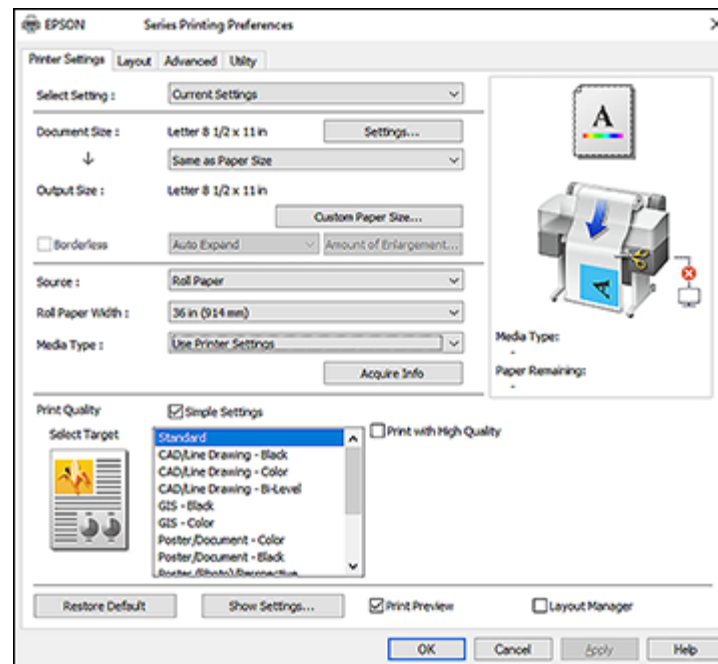 EPSON Series Printing Preferences
Printer Settings Layout Advanced Utility
Select Setting : Current Settings
Document Size : Letter 8 1/2 x 11 in Settings...
Same as Paper Size
Output Size : Letter 8 1/2 x 11 in
Custom Paper Size...
Borderless Auto Expand Amount of Enlargement...
Source : Roll Paper
Roll Paper Width : 36 in (914 mm)
Media Type : Use Printer Settings
Acquire Info
A
A
Media Type:
-
Paper Remaining:
-
Print Quality Simple Settings
Select Target
Standard
CAD/Line Drawing - Black
CAD/Line Drawing - Color
CAD/Line Drawing - Bi-Level
GIS - Black
GIS - Color
Poster/Document - Color
Poster/Document - Black
Poster (Photo)/Perspective
Print with High Quality
Restore Default Show Settings... Print Preview Layout Manager
OK Cancel Apply Help